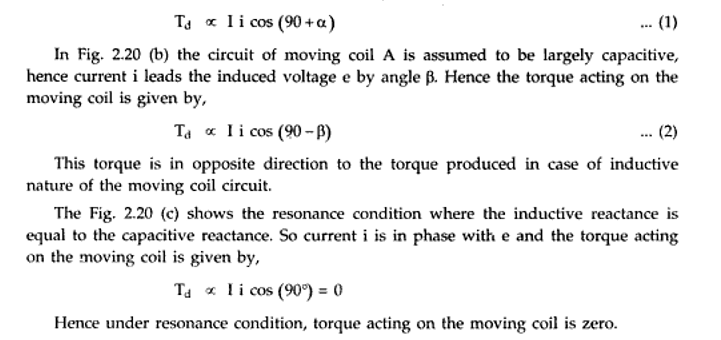 Td ∝ I i cos (90 + α) ... (1)
In Fig. 2.20 (b) the circuit of moving coil A is assumed to be largely capacitive,
hence current i leads the induced voltage e by angle β. Hence the torque acting on the
moving coil is given by,
Td ∝ I i cos (90 – β) ... (2)
This torque is in opposite direction to the torque produced in case of inductive
nature of the moving coil circuit.
The Fig. 2.20 (c) shows the resonance condition where the inductive reactance is
equal to the capacitive reactance. So current i is in phase with e and the torque acting
on the moving coil is given by,
Td ∝ I i cos (90°) = 0
Hence under resonance condition, torque acting on the moving coil is zero.